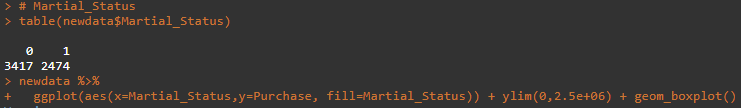 > # Martial_Status
> table(newdata$Martial_Status)
0 1
3417 2474
> newdata %>%
+ ggplot(aes(x=Martial_Status,y=Purchase, fill=Martial_Status)) + ylim(0,2.5e+06) + geom_boxplot()